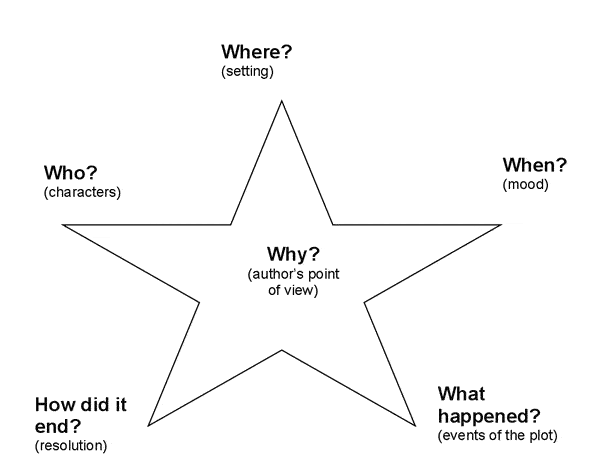 Where?
(setting)
Who?
(characters)
When?
(mood)
Why?
(author's point
of view)
How did it
end?
(resolution)
What
happened?
(events of the plot)